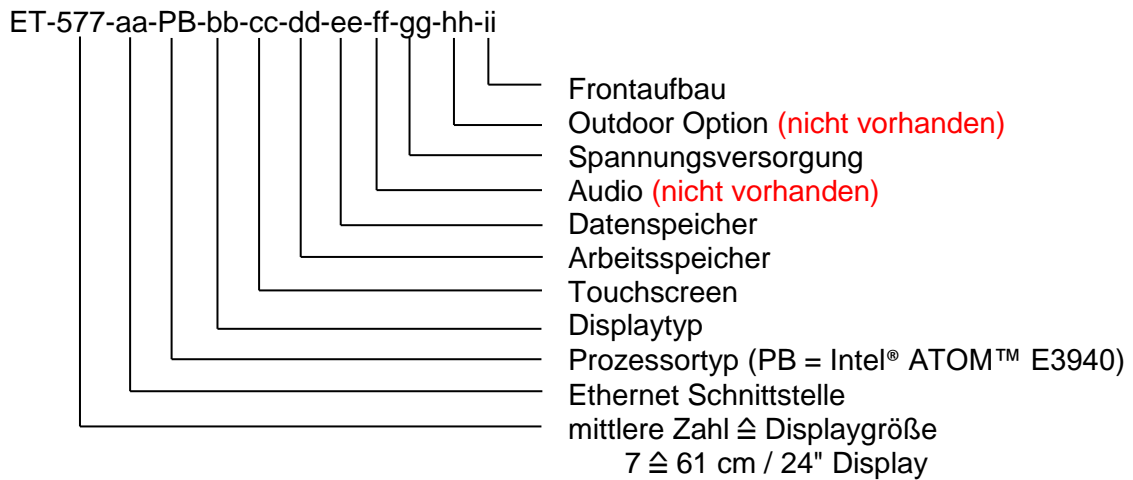 ET-577-aa-PB-bb-cc-dd-ee-ff-gg-hh-ii
Frontaufbau
Outdoor Option (nicht vorhanden)
Spannungsversorgung
Audio (nicht vorhanden)
Datenspeicher
Arbeitsspeicher
Touchscreen
Displaytyp
Prozessortyp (PB = Intel® ATOM™ E3940)
Ethernet Schnittstelle
mittlere Zahl ≙ Displaygröße
7 ≙ 61 cm / 24" Display